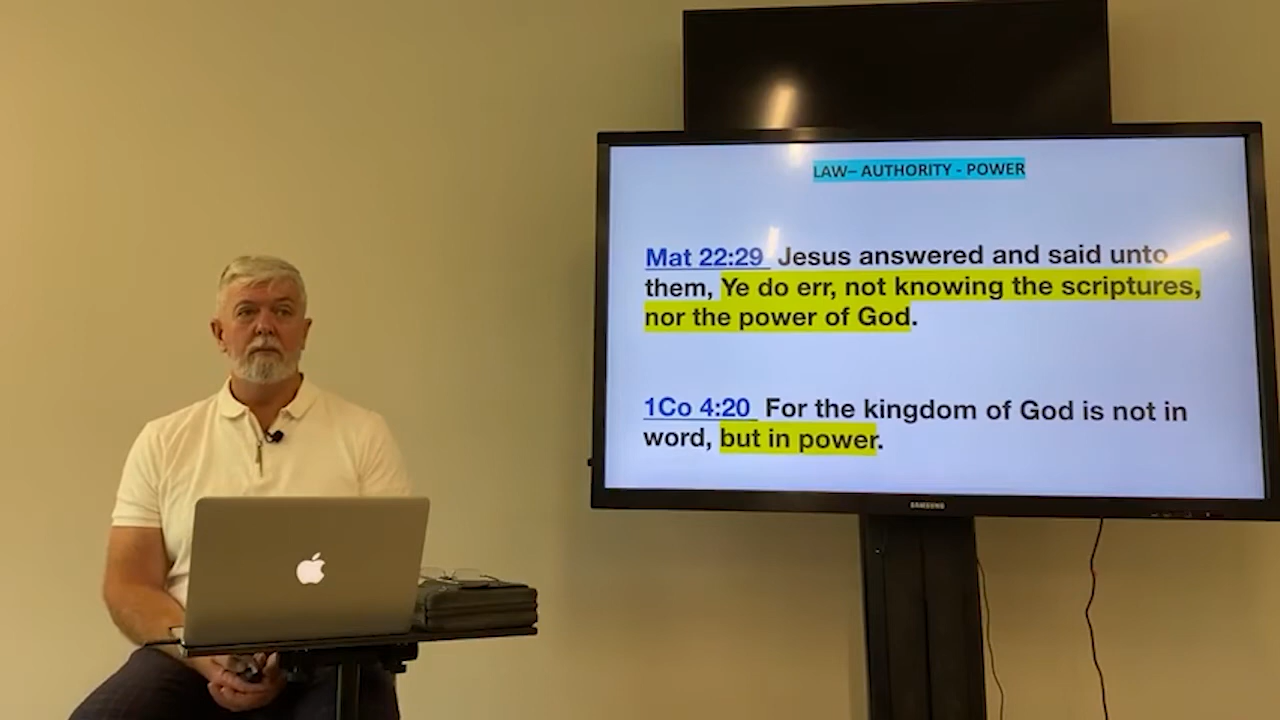 LAW– AUTHORITY - POWER
Mat 22:29 Jesus answered and said unto
them, Ye do err, not knowing the scriptures,
nor the power of God.
1Co 4:20 For the kingdom of God is not in
word, but in power.
SAMSUNG